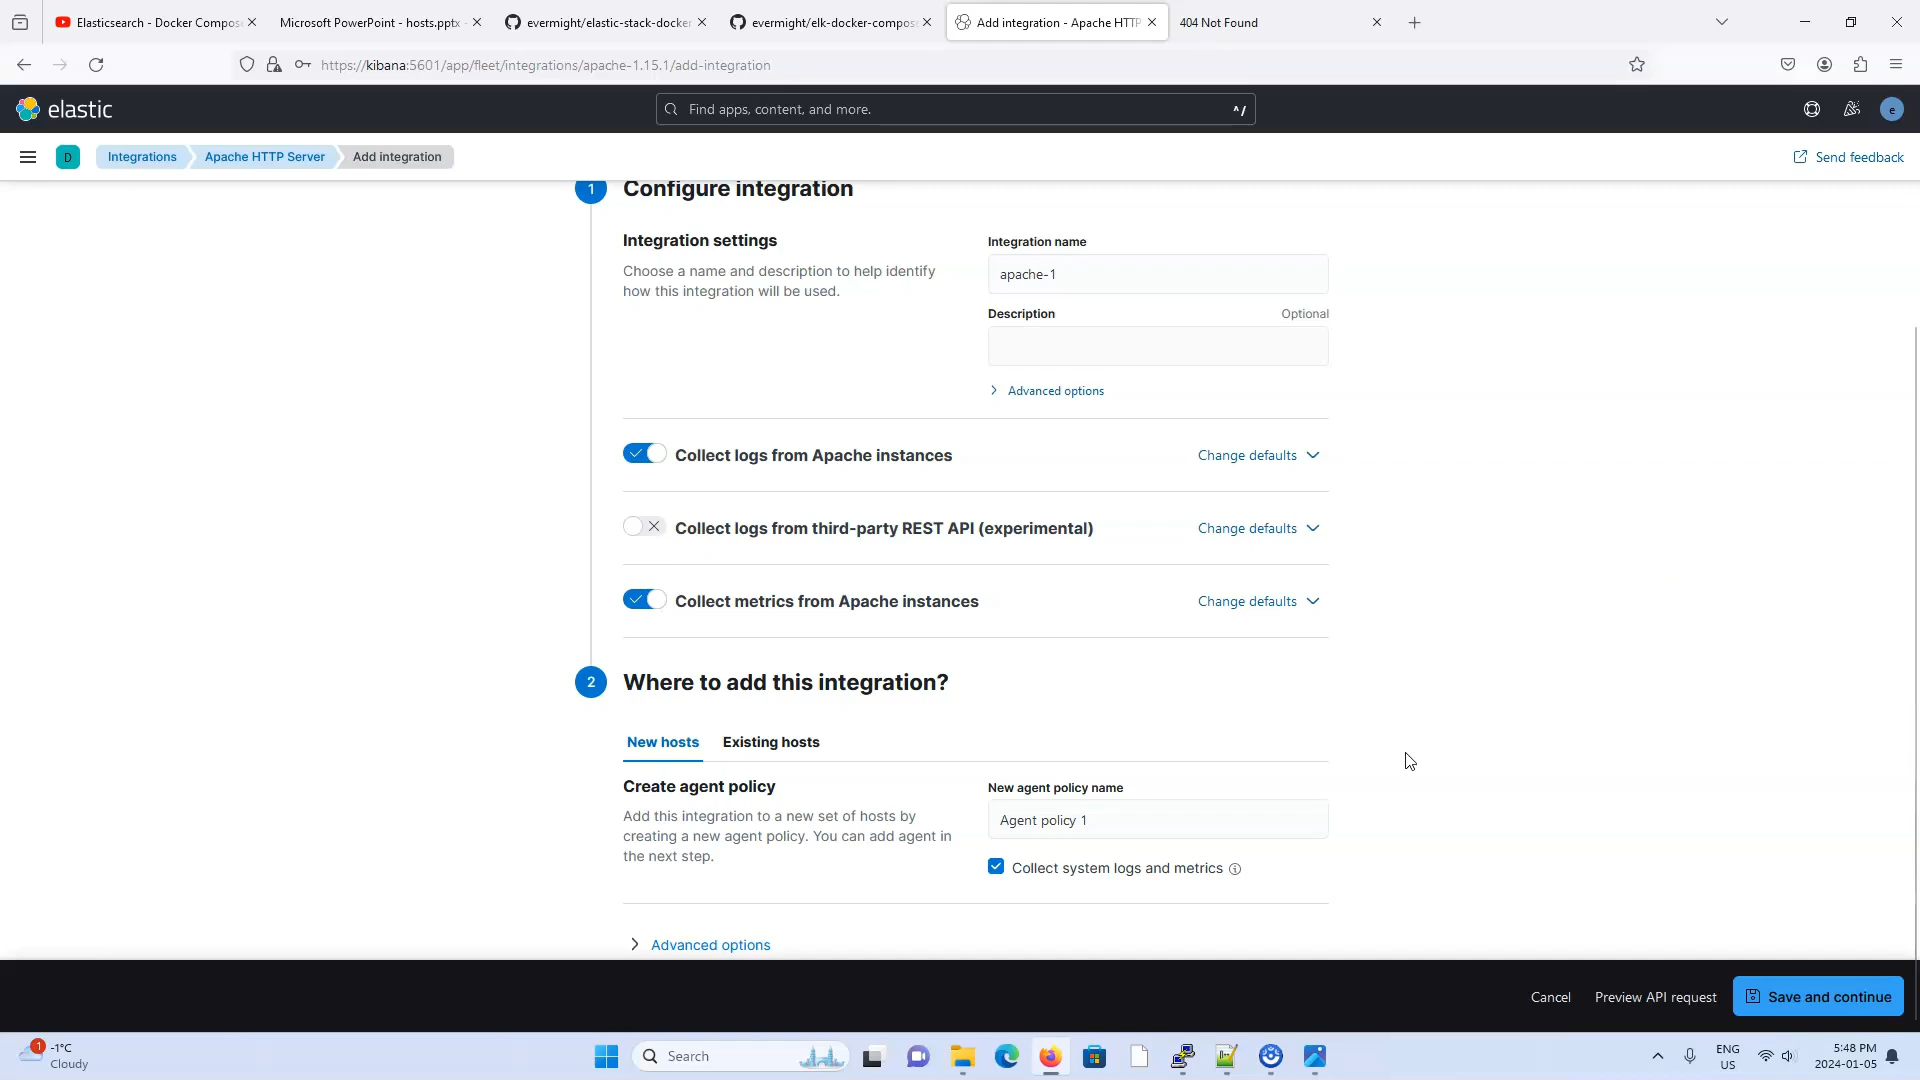 Elasticsearch - Docker Compos
Microsoft PowerPoint - hosts.pptx -
evermight/elastic-stack-docker
evermight/elk-docker-compos
Add integration - Apache HTTP
404 Not Found
https://kibana:5601/app/fleet/integrations/apache-1.15.1/add-integration
elastic
Find apps, content, and more.
^/
e
D
Integrations
Apache HTTP Server
Add integration
Send feedback
1
Configure integration
Integration settings
Choose a name and description to help identify
how this integration will be used.
Integration name
apache-1
Description
Optional
Advanced options
Collect logs from Apache instances
Change defaults
Collect logs from third-party REST API (experimental)
Change defaults
Collect metrics from Apache instances
Change defaults
2
Where to add this integration?
New hosts
Existing hosts
Create agent policy
Add this integration to a new set of hosts by
creating a new agent policy. You can add agent in
the next step.
New agent policy name
Agent policy 1
Collect system logs and metrics
Advanced options
Cancel
Preview API request
Save and continue
1
-1°C
Cloudy
Search
ENG
US
5:48 PM
2024-01-05